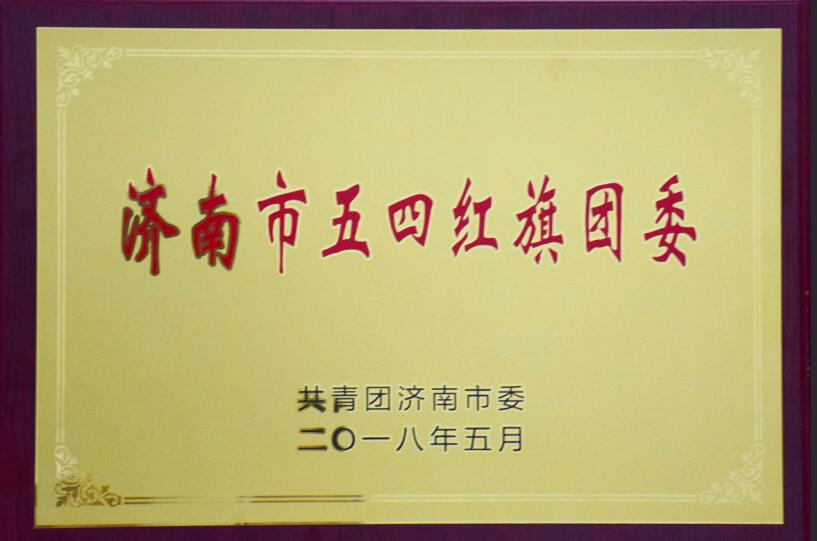 济南市五四红旗团委
共青团济南市委
二〇一八年五月